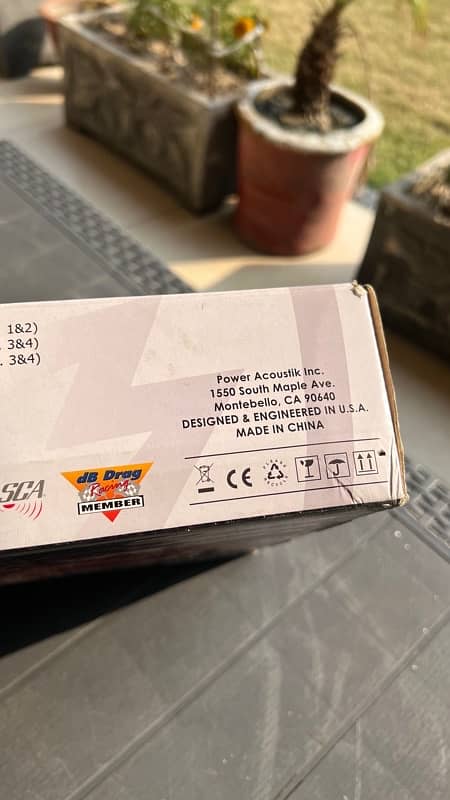 1&2)
3&4)
. 3&4)
Power Acoustik Inc.
1550 South Maple Ave.
Montebello, CA 90640
DESIGNED & ENGINEERED IN U.S.A.
MADE IN CHINA
SCA
dB Drag
Racing
MEMBER
CE